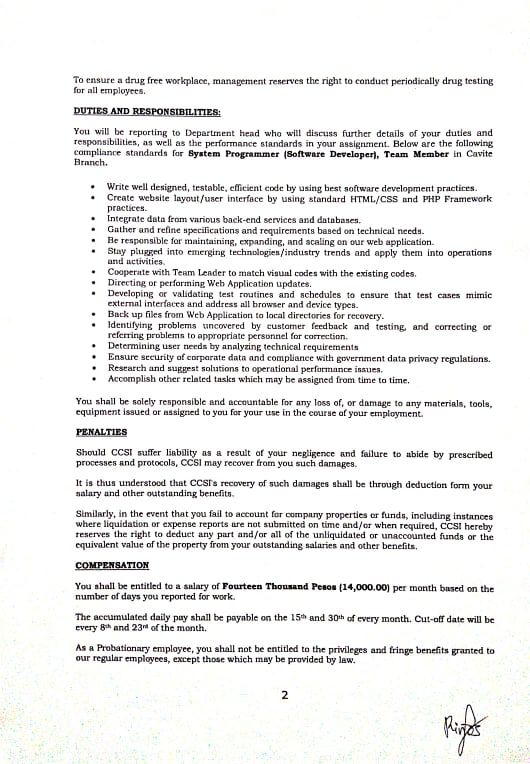 To ensure a drug free workplace, management reserves the right to conduct periodically drug testing
for all employees.
DUTIES AND RESPONSIBILITIES:
You will be reporting to Department head who will discuss further details of your duties and
responsibilities, as well as the performance standards in your assignment. Below are the following
compliance standards for System Programmer (Software Developer), Team Member in Cavite
Branch.
• Write well designed, testable, efficient code by using best software development practices.
• Create website layout/user interface by using standard HTML/CSS and PHP Framework
practices.
• Integrate data from various back-end services and databases.
• Gather and refine specifications and requirements based on technical needs.
• Be responsible for maintaining, expanding, and scaling on our web application.
• Stay plugged into emerging technologies/industry trends and apply them into operations
and activities.
• Cooperate with Team Leader to match visual codes with the existing codes.
• Directing or performing Web Application updates.
• Developing or validating test routines and schedules to ensure that test cases mimic
external interfaces and address all browser and device types.
• Back up files from Web Application to local directories for recovery.
• Identifying problems uncovered by customer feedback and testing, and correcting or
referring problems to appropriate personnel for correction.
• Determining user needs by analyzing technical requirements
• Ensure security of corporate data and compliance with government data privacy regulations.
• Research and suggest solutions to operational performance issues.
• Accomplish other related tasks which may be assigned from time to time.
You shall be solely responsible and accountable for any loss of, or damage to any materials, tools,
equipment issued or assigned to you for your use in the course of your employment.
PENALTIES
Should CCSI suffer liability as a result of your negligence and failure to abide by prescribed
processes and protocols, CCSI may recover from you such damages.
It is thus understood that CCSI's recovery of such damages shall be through deduction form your
salary and other outstanding benefits.
Similarly, in the event that you fail to account for company properties or funds, including instances
where liquidation or expense reports are not submitted on time and/or when required, CCSI hereby
reserves the right to deduct any part and/or all of the unliquidated or unaccounted funds or the
equivalent value of the property from your outstanding salaries and other benefits.
COMPENSATION
You shall be entitled to a salary of Fourteen Thousand Pesos (14,000.00) per month based on the
number of days you reported for work.
The accumulated daily pay shall be payable on the 15th and 30th of every month. Cut-off date will be
every 8th and 23rd of the month.
As a Probationary employee, you shall not be entitled to the privileges and fringe benefits granted to
our regular employees, except those which may be provided by law.
2